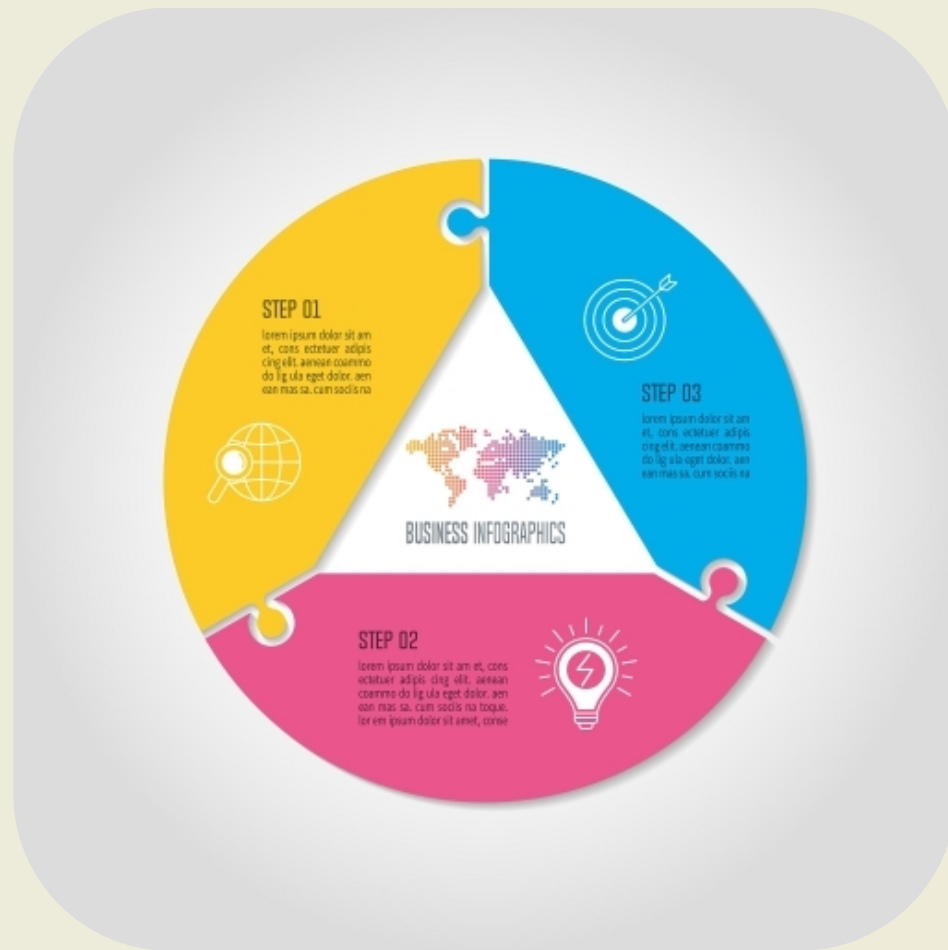 STEP 01
lorem ipsum dolor sit am
et, cons ectetuer adipis
cing elit. aenean coammo
do lig ula eget dolor. aen
ean mas sa. cum sociis na
STEP 03
lorem ipsum dolor sit am
et, cons ectetuer adipis
cing elit. aenean coammo
do lig ula eget dolor. aen
ean mas sa. cum sociis na
BUSINESS INFOGRAPHICS
STEP 02
lorem ipsum dolor sit am et, cons
ectetuer adipis cing elit. aenean
coammo do lig ula eget dolor. aen
ean mas sa. cum sociis na toque.
lor em ipsum dolor sit amet, conse